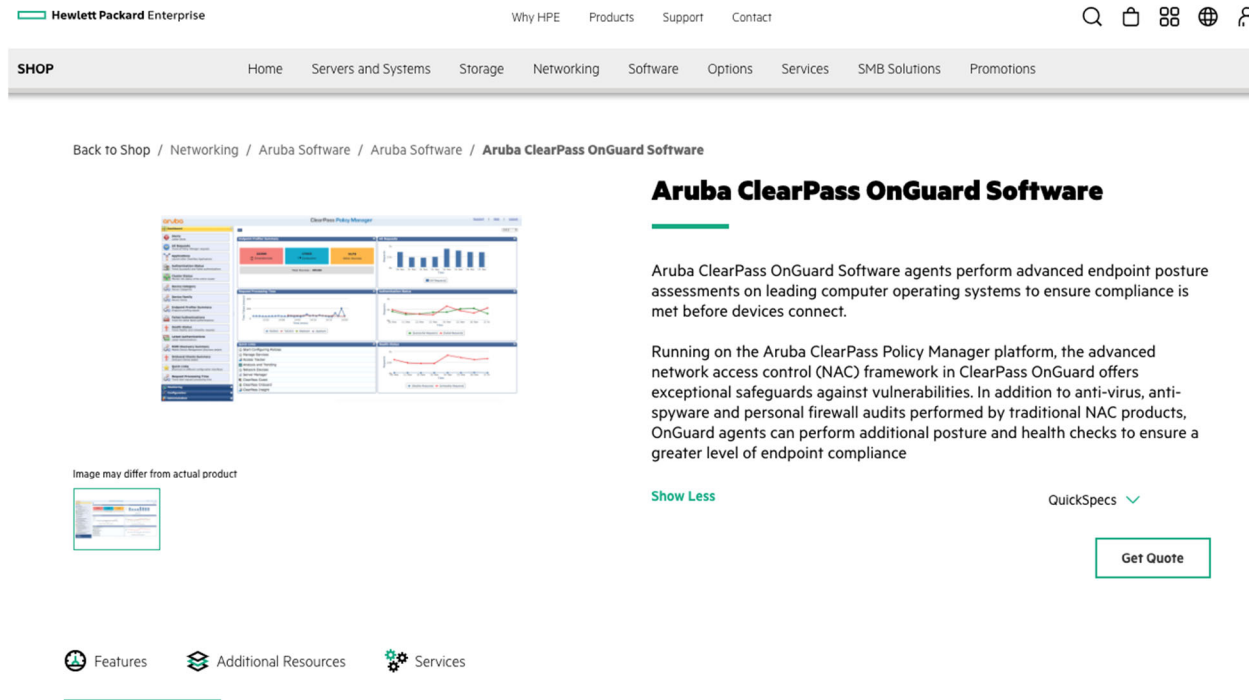 Hewlett Packard Enterprise
Why HPE Products Support Contact
SHOP Home Servers and Systems Storage Networking Software Options Services SMB Solutions Promotions
Back to Shop / Networking / Aruba Software / Aruba Software / Aruba ClearPass OnGuard Software
Aruba ClearPass OnGuard Software
aruba
ClearPass Policy Manager
Aruba ClearPass OnGuard Software agents perform advanced endpoint posture
assessments on leading computer operating systems to ensure compliance is
met before devices connect.
Running on the Aruba ClearPass Policy Manager platform, the advanced
network access control (NAC) framework in ClearPass OnGuard offers
exceptional safeguards against vulnerabilities. In addition to anti-virus, anti-
spyware and personal firewall audits performed by traditional NAC products,
OnGuard agents can perform additional posture and health checks to ensure a
greater level of endpoint compliance
Image may differ from actual product
Show Less
QuickSpecs
Get Quote
Features Additional Resources Services